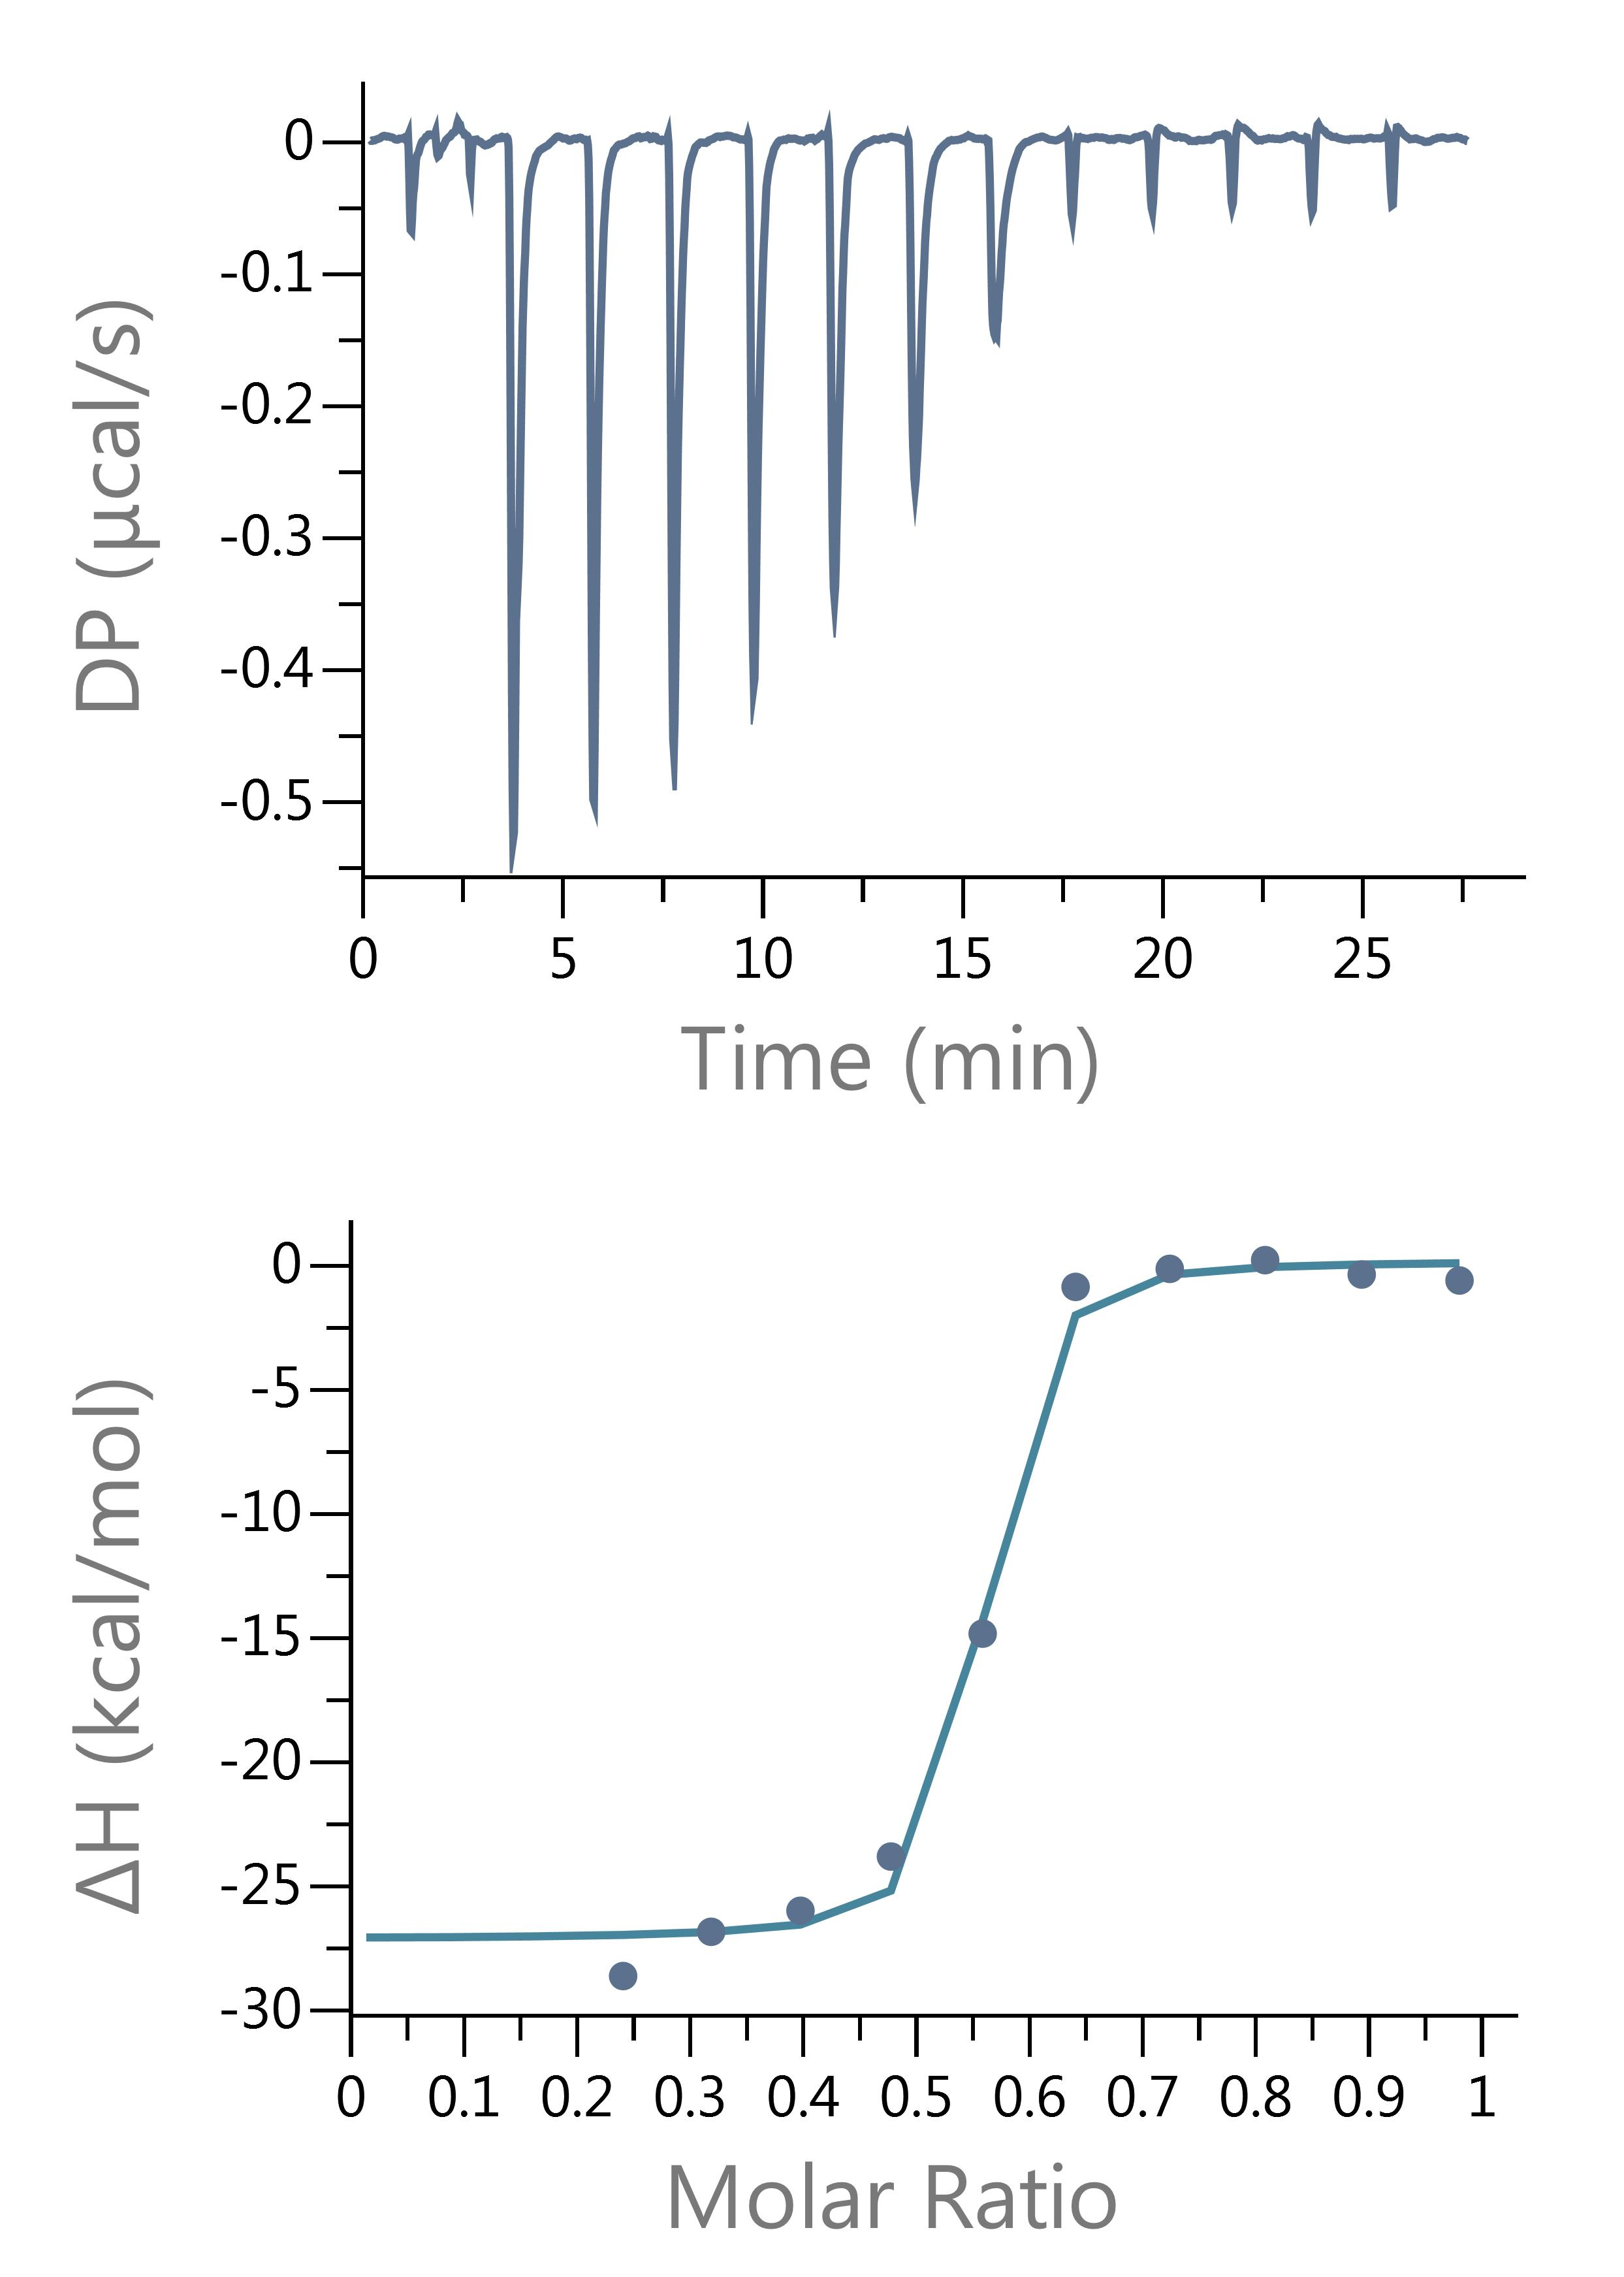 DP (µcal/s)
0
-0.1
-0.2
-0.3
-0.4
-0.5
0 5 10 15 20 25
Time (min)
ΔH (kcal/mol)
0
-5
-10
-15
-20
-25
-30
0 0.1 0.2 0.3 0.4 0.5 0.6 0.7 0.8 0.9 1
Molar Ratio